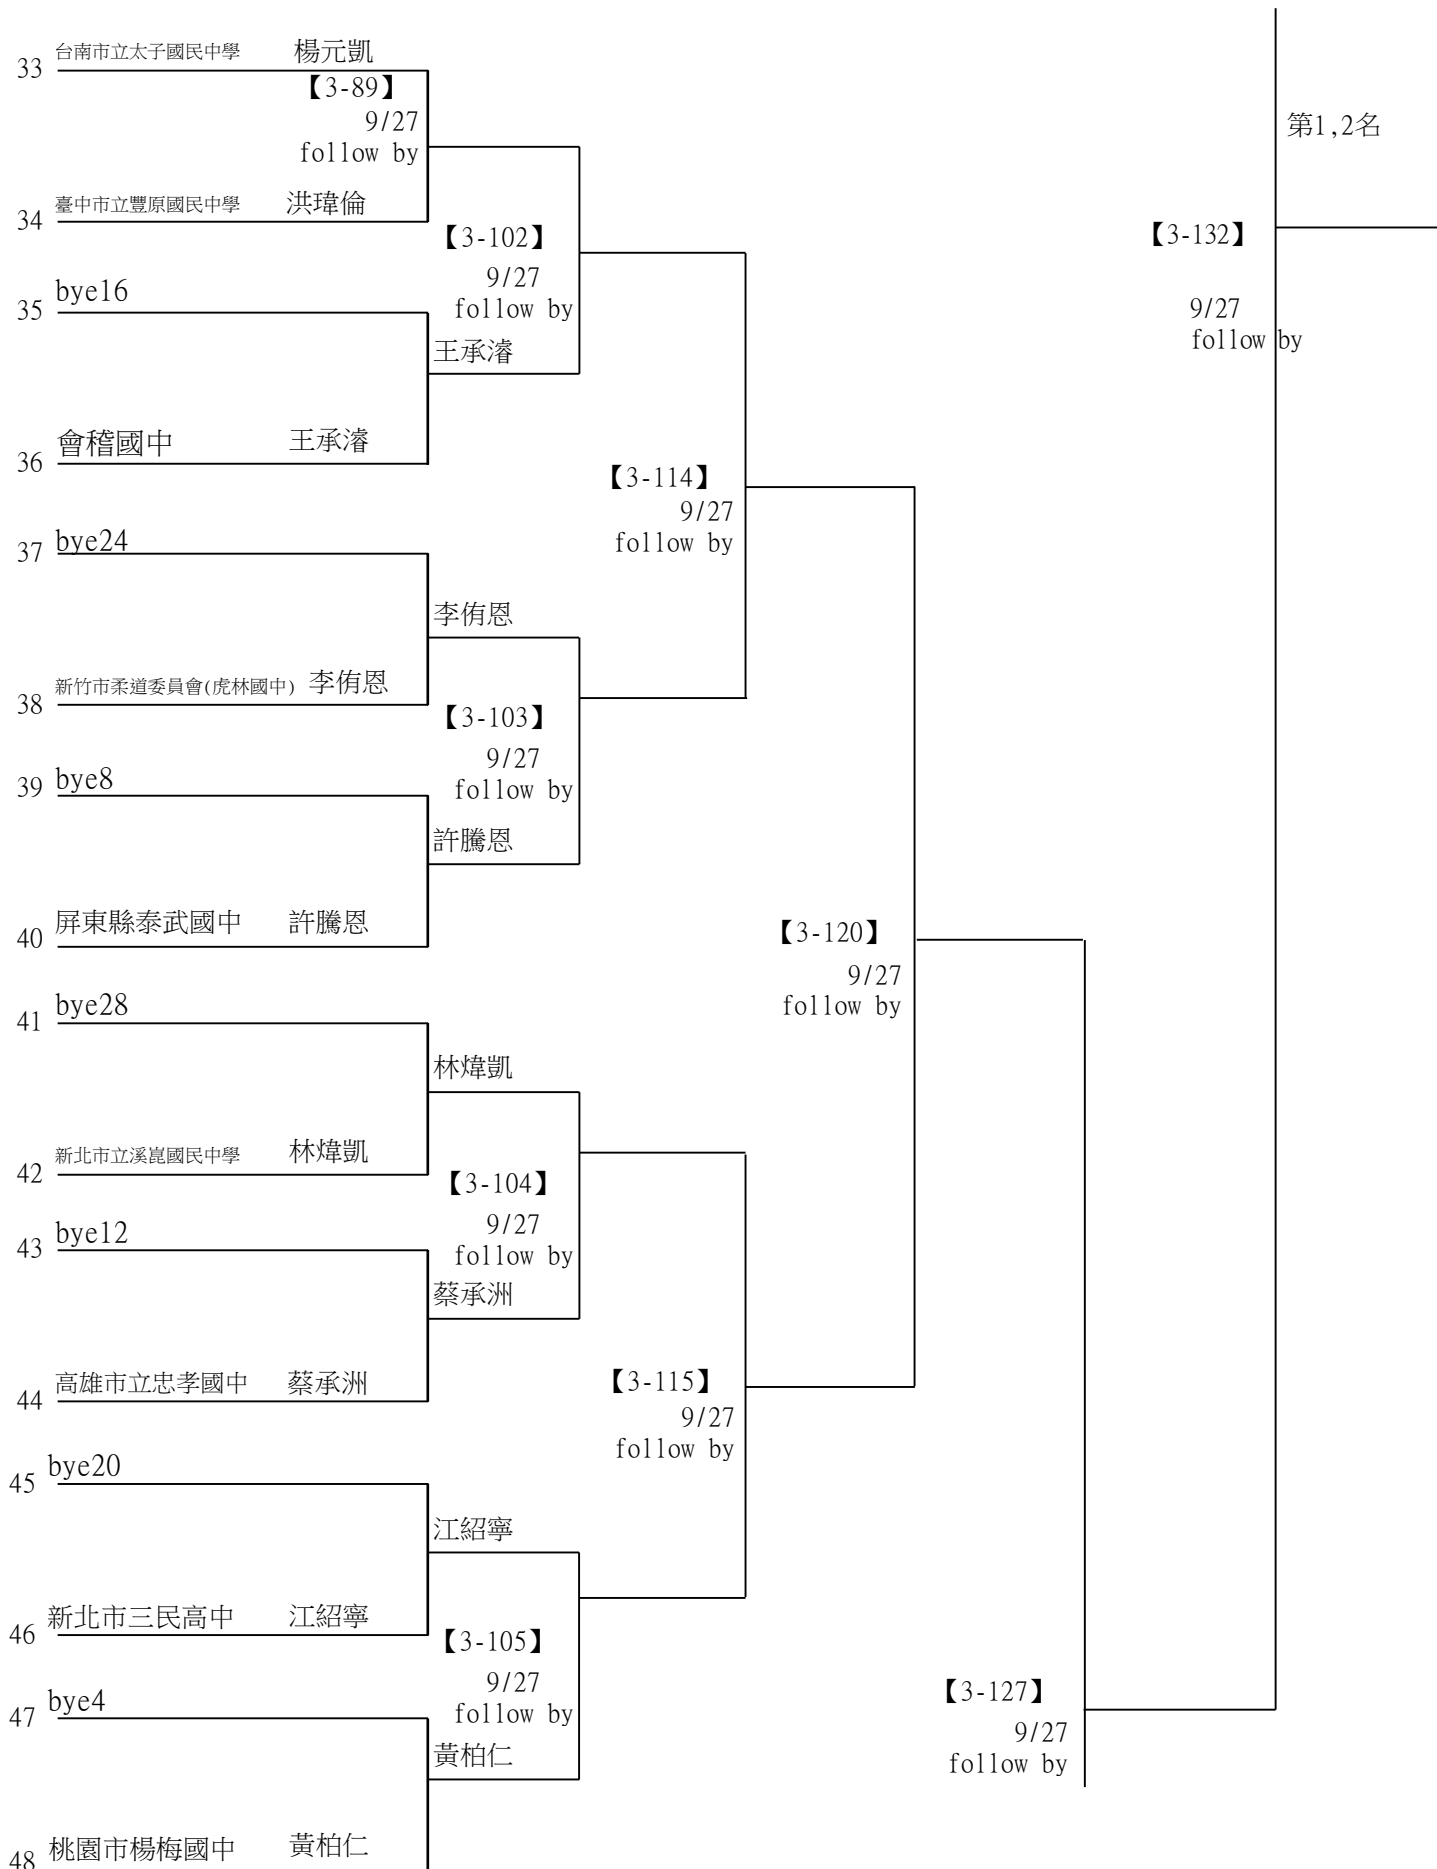 33 台南市立太子國民中學 楊元凱
【3-89】
9/27
follow by
第1,2名
34 臺中市立豐原國民中學 洪瑋倫
【3-102】
9/27
follow by
【3-132】
9/27
follow by
35 bye16
王承濬
36 會稽國中 王承濬
【3-114】
9/27
follow by
37 bye24
李侑恩
38 新竹市柔道委員會(虎林國中) 李侑恩
【3-103】
9/27
follow by
39 bye8
許騰恩
40 屏東縣泰武國中 許騰恩
【3-120】
9/27
follow by
41 bye28
林煒凱
42 新北市立溪崑國民中學 林煒凱
【3-104】
9/27
follow by
43 bye12
蔡承洲
44 高雄市立忠孝國中 蔡承洲
【3-115】
9/27
follow by
45 bye20
江紹寧
46 新北市三民高中 江紹寧
【3-105】
9/27
follow by
47 bye4
【3-127】
9/27
follow by
黃柏仁
48 桃園市楊梅國中 黃柏仁